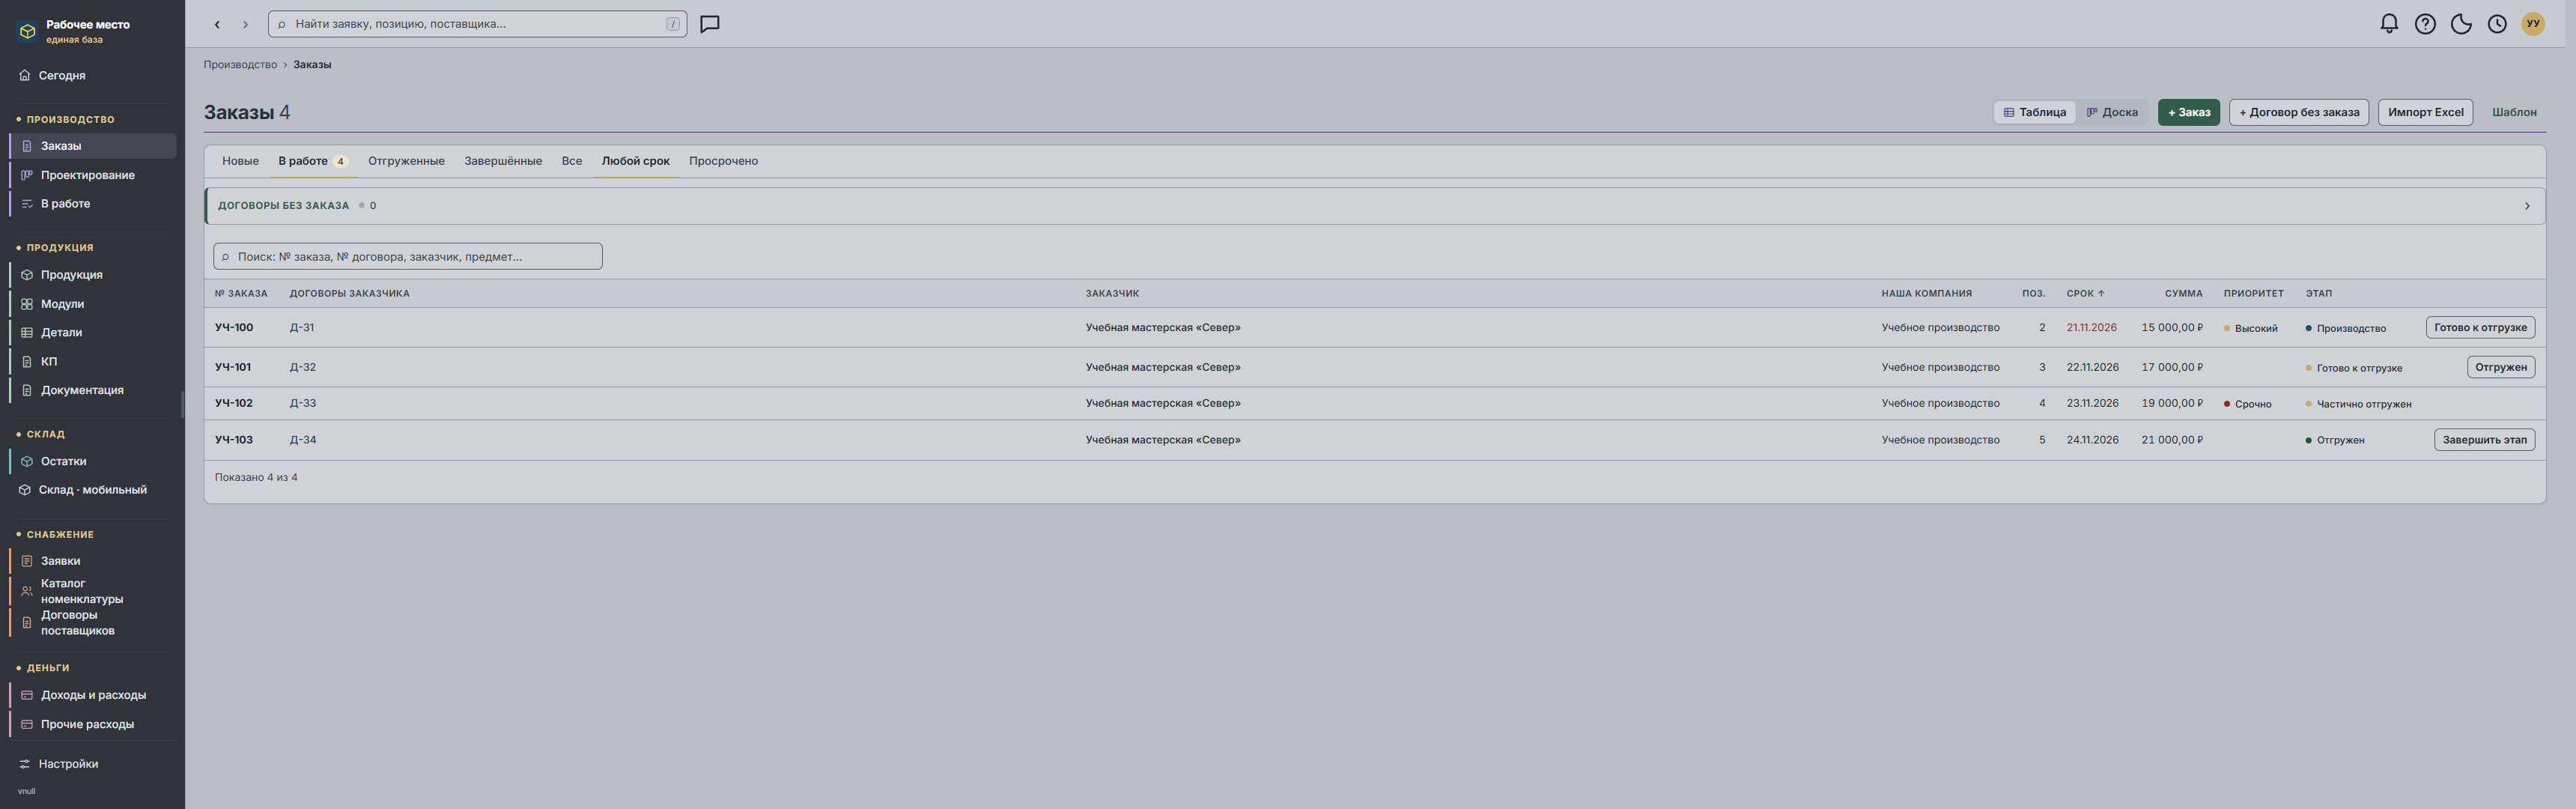 Рабочее место
единая база
Сегодня
ПРОИЗВОДСТВО
Заказы
Проектирование
В работе
ПРОДУКЦИЯ
Продукция
Модули
Детали
КП
Документация
СКЛАД
Остатки
Склад · мобильный
СНАБЖЕНИЕ
Заявки
Каталог
номенклатуры
Договоры
поставщиков
ДЕНЬГИ
Доходы и расходы
Прочие расходы
Настройки
vnull
Найти заявку, позицию, поставщика... /
УУ
Производство › Заказы
Заказы 4
Таблица Доска + Заказ + Договор без заказа Импорт Excel Шаблон
Новые В работе 4 Отгруженные Завершённые Все Любой срок Просрочено
ДОГОВОРЫ БЕЗ ЗАКАЗА 0
Поиск: № заказа, № договора, заказчик, предмет...
№ ЗАКАЗА ДОГОВОРЫ ЗАКАЗЧИКА ЗАКАЗЧИК НАША КОМПАНИЯ ПОЗ. СРОК ↑ СУММА ПРИОРИТЕТ ЭТАП
УЧ-100 Д-31 Учебная мастерская «Север» Учебное производство 2 21.11.2026 15 000,00 ₽ Высокий Производство Готово к отгрузке
УЧ-101 Д-32 Учебная мастерская «Север» Учебное производство 3 22.11.2026 17 000,00 ₽ Готово к отгрузке Отгружен
УЧ-102 Д-33 Учебная мастерская «Север» Учебное производство 4 23.11.2026 19 000,00 ₽ Срочно Частично отгружен
УЧ-103 Д-34 Учебная мастерская «Север» Учебное производство 5 24.11.2026 21 000,00 ₽ Отгружен Завершить этап
Показано 4 из 4